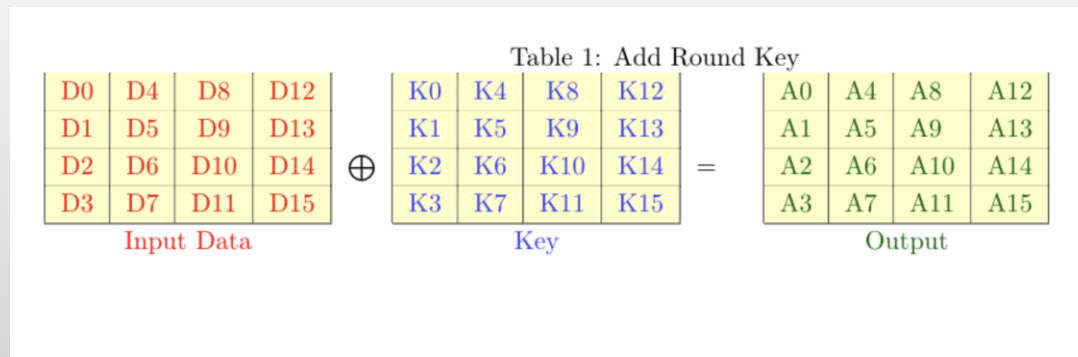 Table 1: Add Round Key
D0 D4 D8 D12 K0 K4 K8 K12 A0 A4 A8 A12
D1 D5 D9 D13 K1 K5 K9 K13 A1 A5 A9 A13
D2 D6 D10 D14 ⊕ K2 K6 K10 K14 = A2 A6 A10 A14
D3 D7 D11 D15 K3 K7 K11 K15 A3 A7 A11 A15
Input Data Key Output